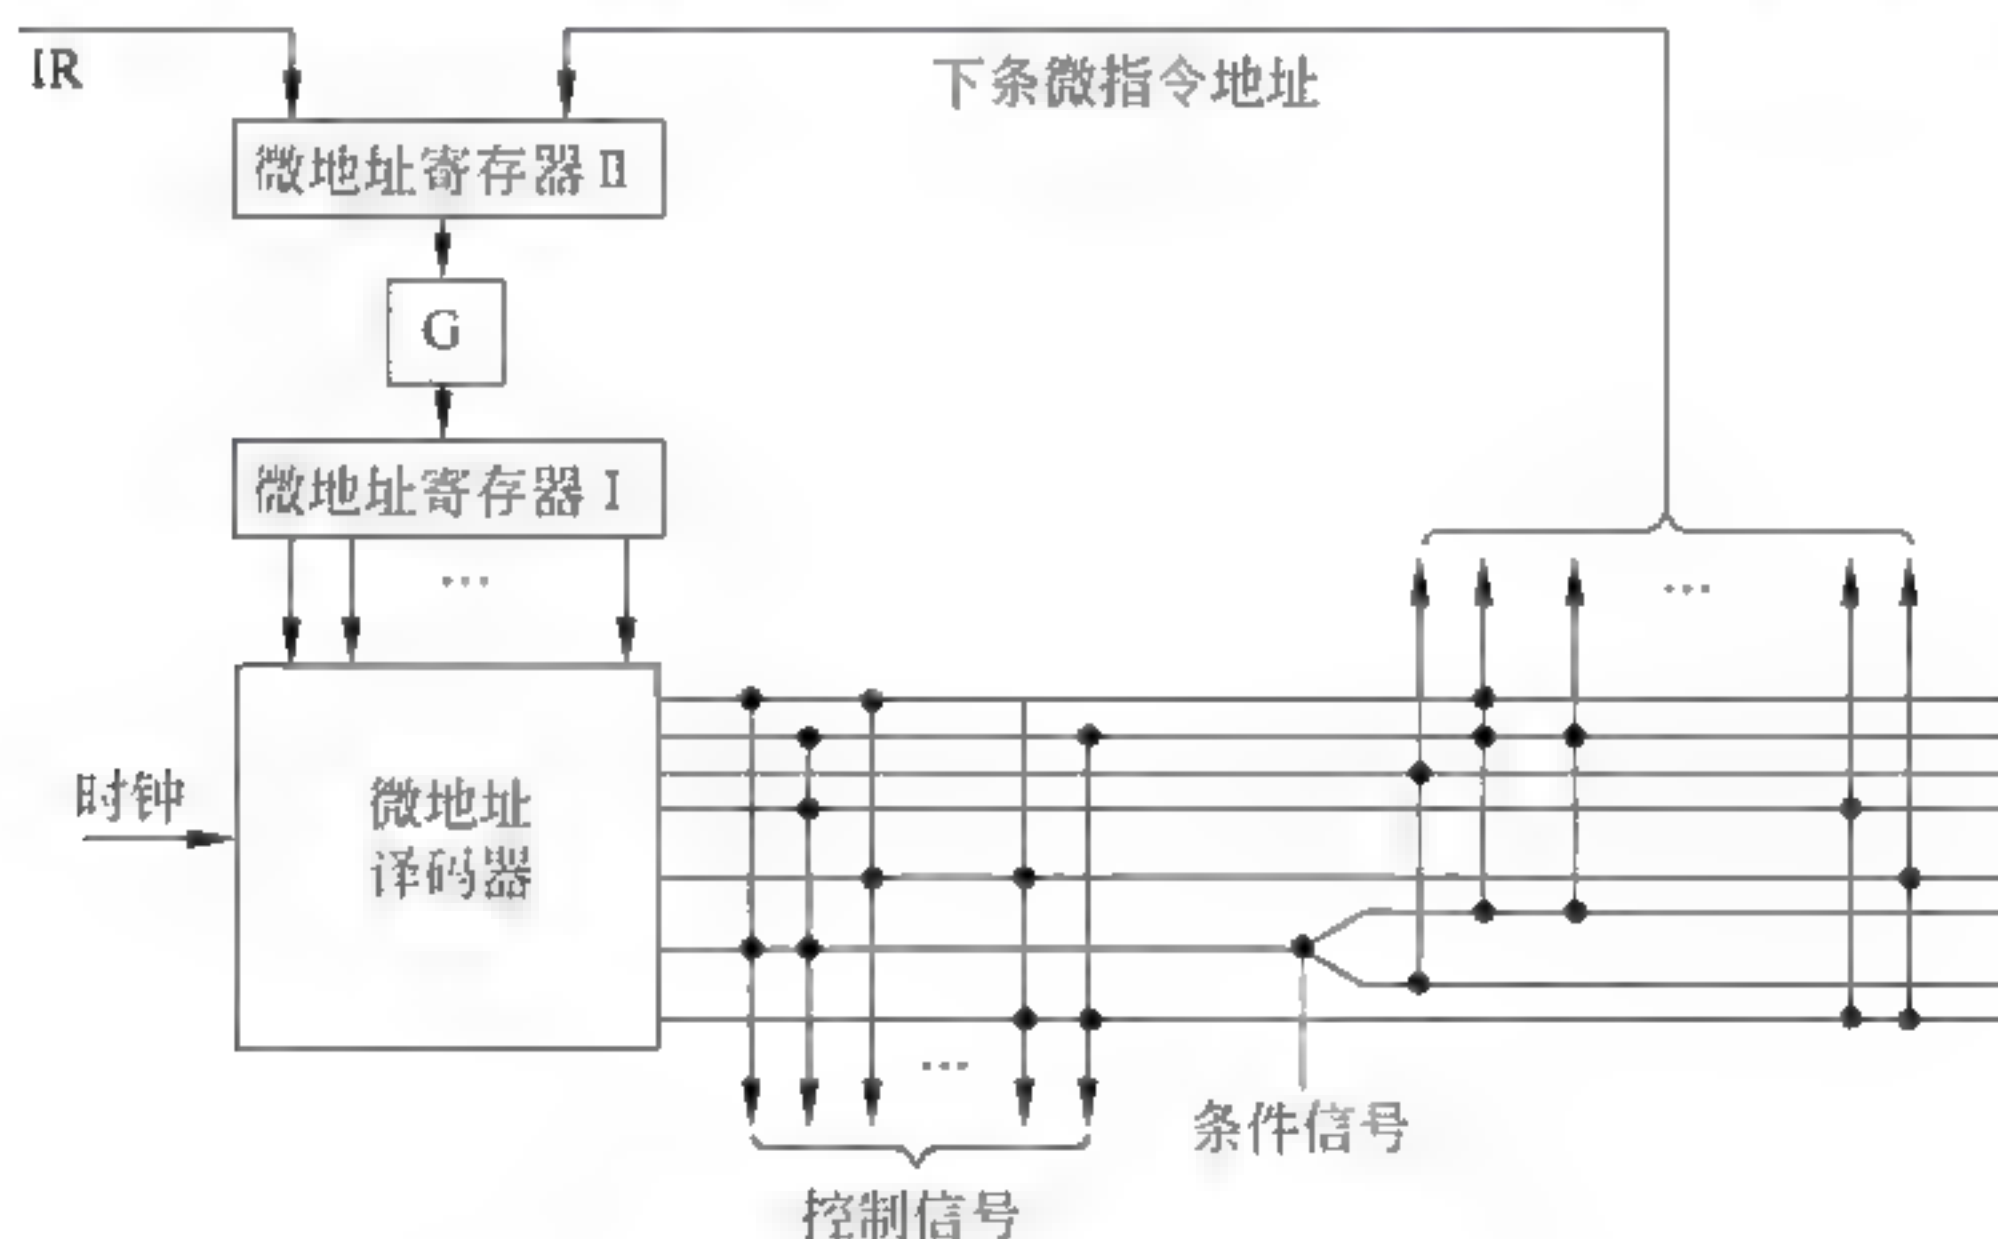 IR
下条微指令地址
微地址寄存器 II
G
微地址寄存器 I
...
...
时钟
微地址
译码器
...
条件信号
控制信号